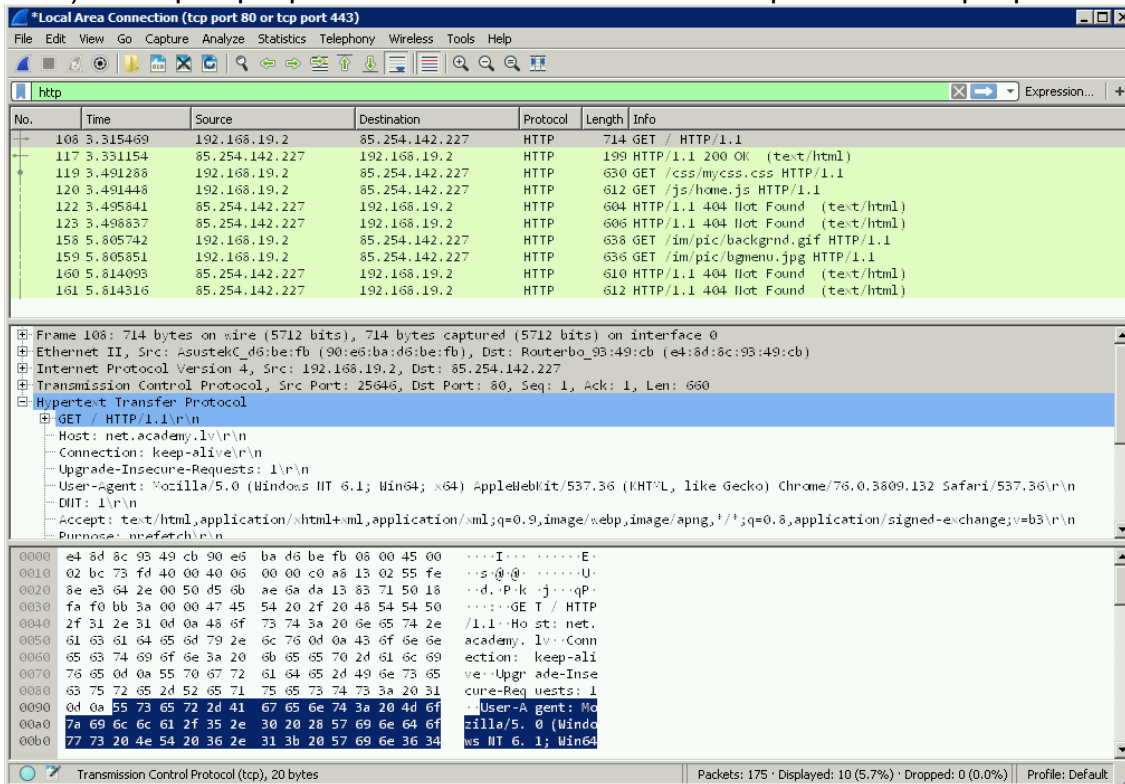 *Local Area Connection (tcp port 80 or tcp port 443)
File Edit View Go Capture Analyze Statistics Telephony Wireless Tools Help
http Expression... +
No. Time Source Destination Protocol Length Info
108 3.315469 192.168.19.2 85.254.142.227 HTTP 714 GET / HTTP/1.1
117 3.331154 85.254.142.227 192.168.19.2 HTTP 199 HTTP/1.1 200 OK (text/html)
119 3.491288 192.168.19.2 85.254.142.227 HTTP 630 GET /css/mycss.css HTTP/1.1
120 3.491448 192.168.19.2 85.254.142.227 HTTP 612 GET /js/home.js HTTP/1.1
122 3.495841 85.254.142.227 192.168.19.2 HTTP 604 HTTP/1.1 404 Not Found (text/html)
123 3.498837 85.254.142.227 192.168.19.2 HTTP 606 HTTP/1.1 404 Not Found (text/html)
158 5.805742 192.168.19.2 85.254.142.227 HTTP 638 GET /im/pic/backgrnd.gif HTTP/1.1
159 5.805851 192.168.19.2 85.254.142.227 HTTP 636 GET /im/pic/bgmenu.jpg HTTP/1.1
160 5.814093 85.254.142.227 192.168.19.2 HTTP 610 HTTP/1.1 404 Not Found (text/html)
161 5.814316 85.254.142.227 192.168.19.2 HTTP 612 HTTP/1.1 404 Not Found (text/html)
Frame 108: 714 bytes on wire (5712 bits), 714 bytes captured (5712 bits) on interface 0
Ethernet II, Src: AsustekC_d6:be:fb (90:e6:ba:d6:be:fb), Dst: Routerbo_93:49:cb (e4:8d:8c:93:49:cb)
Internet Protocol Version 4, Src: 192.168.19.2, Dst: 85.254.142.227
Transmission Control Protocol, Src Port: 25646, Dst Port: 80, Seq: 1, Ack: 1, Len: 660
Hypertext Transfer Protocol
GET / HTTP/1.1\r\n
Host: net.academy.lv\r\n
Connection: keep-alive\r\n
Upgrade-Insecure-Requests: 1\r\n
User-Agent: Mozilla/5.0 (Windows NT 6.1; Win64; x64) AppleWebKit/537.36 (KHTML, like Gecko) Chrome/76.0.3809.132 Safari/537.36\r\n
DNT: 1\r\n
Accept: text/html,application/xhtml+xml,application/xml;q=0.9,image/webp,image/apng,*/*;q=0.8,application/signed-exchange;v=b3\r\n
Purpose: prefetch\r\n
0000 e4 8d 8c 93 49 cb 90 e6 ba d6 be fb 08 00 45 00 ····I··· ······E·
0010 02 bc 73 fd 40 00 40 06 00 00 c0 a8 13 02 55 fe ··s·@·@· ······U·
0020 8e e3 64 2e 00 50 d5 6b ae 6a da 13 83 71 50 18 ··d.·P·k ·j···qP·
0030 fa f0 bb 3a 00 00 47 45 54 20 2f 20 48 54 54 50 ···:··GE T / HTTP
0040 2f 31 2e 31 0d 0a 48 6f 73 74 3a 20 6e 65 74 2e /1.1··Ho st: net.
0050 61 63 61 64 65 6d 79 2e 6c 76 0d 0a 43 6f 6e 6e academy. lv··Conn
0060 65 63 74 69 6f 6e 3a 20 6b 65 65 70 2d 61 6c 69 ection: keep-ali
0070 76 65 0d 0a 55 70 67 72 61 64 65 2d 49 6e 73 65 ve··Upgr ade-Inse
0080 63 75 72 65 2d 52 65 71 75 65 73 74 73 3a 20 31 cure-Req uests: 1
0090 0d 0a 55 73 65 72 2d 41 67 65 6e 74 3a 20 4d 6f ··User-A gent: Mo
00a0 7a 69 6c 6c 61 2f 35 2e 30 20 28 57 69 6e 64 6f zilla/5. 0 (Windo
00b0 77 73 20 4e 54 20 36 2e 31 3b 20 57 69 6e 36 34 ws NT 6. 1; Win64
Transmission Control Protocol (tcp), 20 bytes Packets: 175 · Displayed: 10 (5.7%) · Dropped: 0 (0.0%) Profile: Default